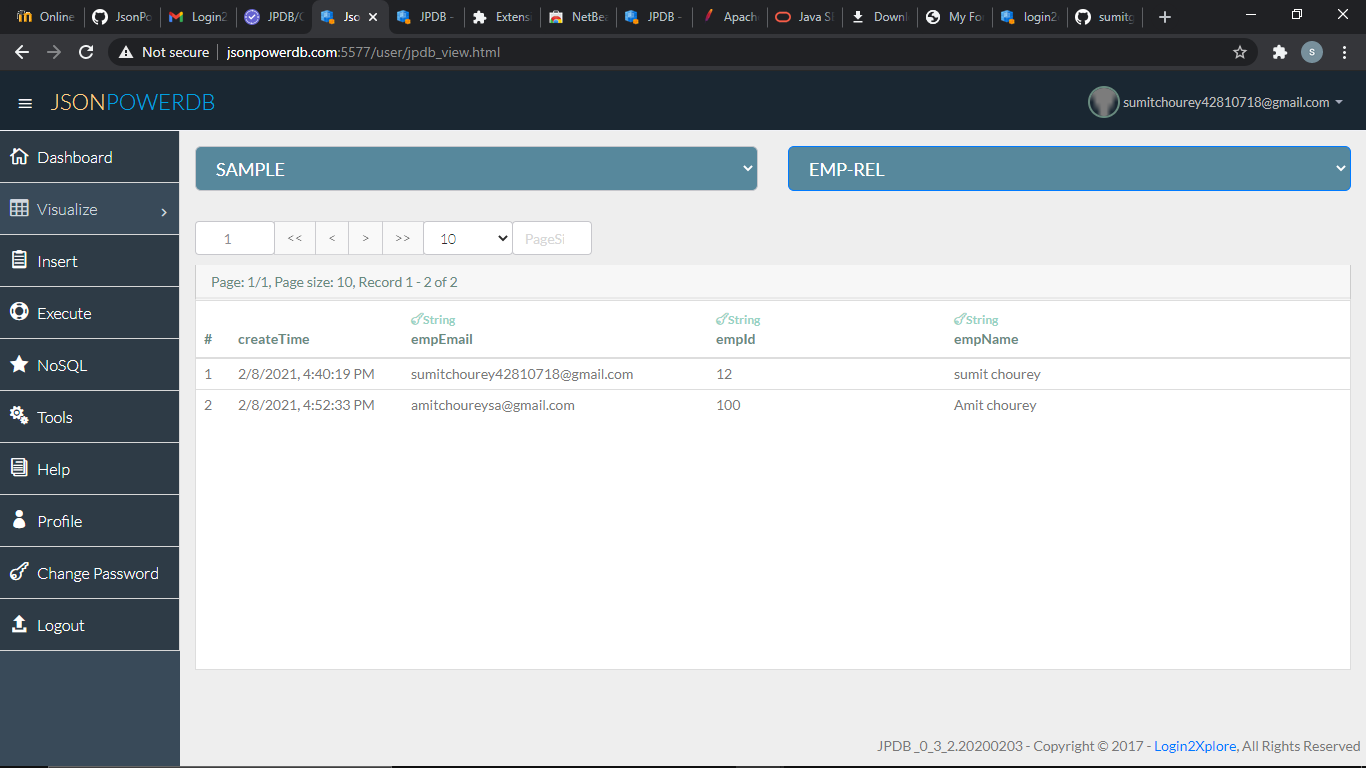 Online JsonPo Login2 JPDB/ Jso JPDB - Extens NetBea JPDB - Apach Java S Downl My Fo login2 sumitg
Not secure jsonpowerdb.com:5577/user/jpdb_view.html s
JSONPOWERDB sumitchourey42810718@gmail.com
Dashboard
Visualize
Insert
Execute
NoSQL
Tools
Help
Profile
Change Password
Logout
SAMPLE EMP-REL
1 << < > >> 10 PageSi
Page: 1/1, Page size: 10, Record 1 - 2 of 2
String String String
# createTime empEmail empId empName
1 2/8/2021, 4:40:19 PM sumitchourey42810718@gmail.com 12 sumit chourey
2 2/8/2021, 4:52:33 PM amitchoureysa@gmail.com 100 Amit chourey
JPDB _0_3_2.20200203 - Copyright © 2017 - Login2Xplore, All Rights Reserved